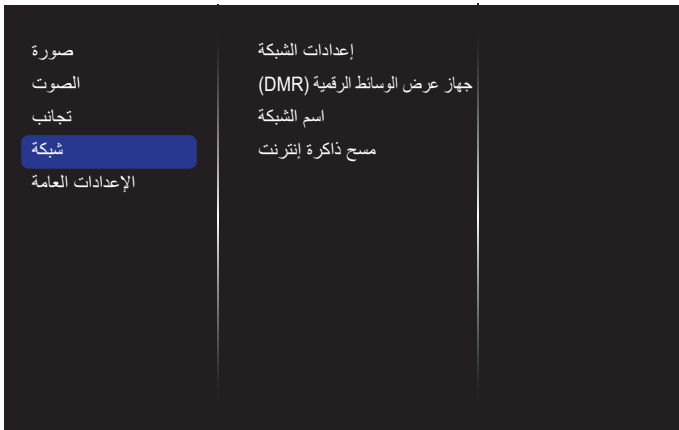 صورة
الصوت
تجانب
شبكة
الإعدادات العامة
إعدادات الشبكة
جهاز عرض الوسائط الرقمية (DMR)
اسم الشبكة
مسح ذاكرة إنترنت